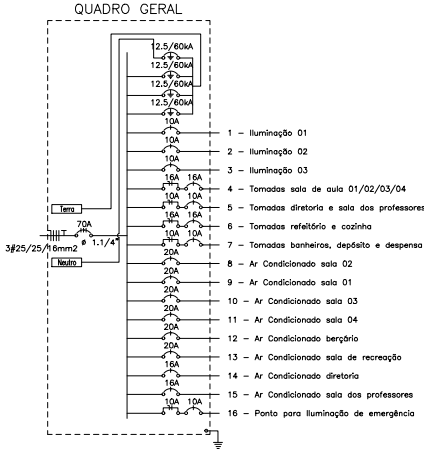 QUADRO GERAL
12.5/60kA
12.5/60kA
12.5/60kA
12.5/60kA
10A
1 - Iluminação 01
10A
2 - Iluminação 02
10A
3 - Iluminação 03
16A 16A
4 - Tomadas sala de aula 01/02/03/04
10A 10A
5 - Tomadas diretoria e sala dos professores
16A 16A
6 - Tomadas refeitório e cozinha
10A 10A
7 - Tomadas banheiros, depósito e despensa
20A
8 - Ar Condicionado sala 02
20A
9 - Ar Condicionado sala 01
20A
10 - Ar Condicionado sala 03
20A
11 - Ar Condicionado sala 04
20A
12 - Ar Condicionado berçário
20A
13 - Ar Condicionado sala de recreação
16A
14 - Ar Condicionado diretoria
16A
15 - Ar Condicionado sala dos professores
10A 10A
16 - Ponto para Iluminação de emergência
Terra
T
70A
3#25/25/16mm2
ø 1.1/4"
Neutro